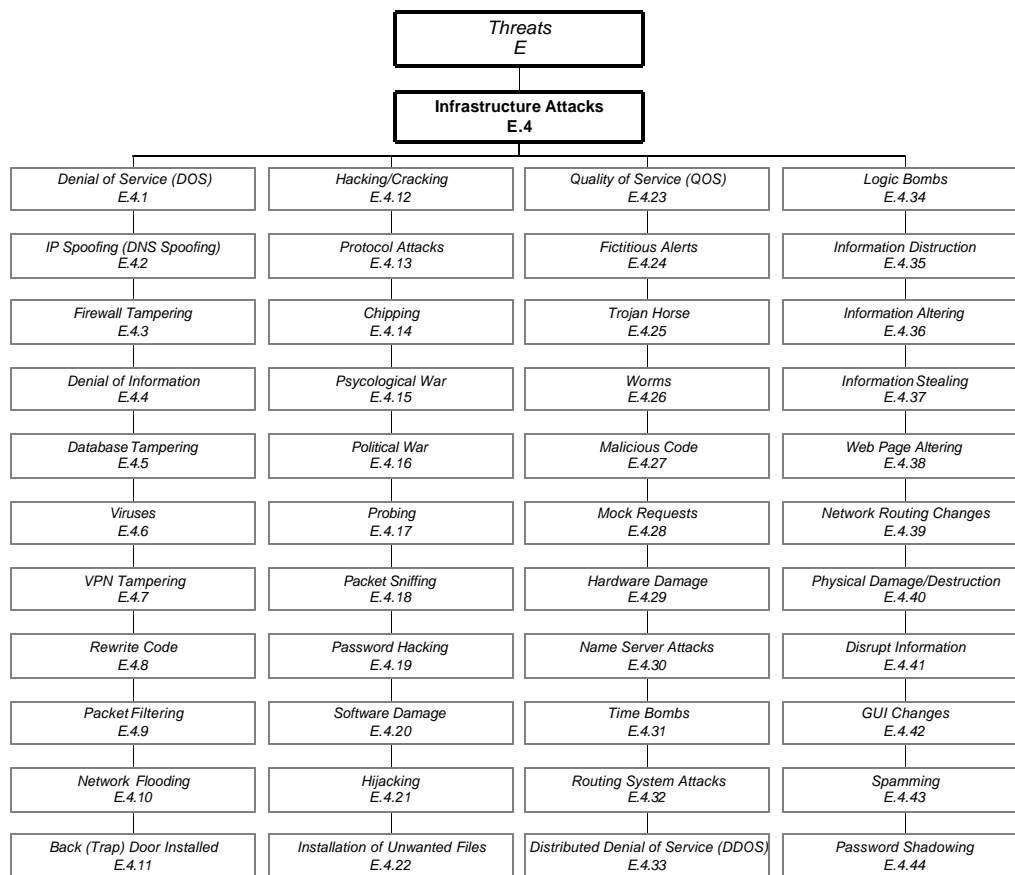 Threats
E
Infrastructure Attacks
E.4
Denial of Service (DOS)
E.4.1
IP Spoofing (DNS Spoofing)
E.4.2
Firewall Tampering
E.4.3
Denial of Information
E.4.4
Database Tampering
E.4.5
Viruses
E.4.6
VPN Tampering
E.4.7
Rewrite Code
E.4.8
Packet Filtering
E.4.9
Network Flooding
E.4.10
Back (Trap) Door Installed
E.4.11
Hacking/Cracking
E.4.12
Protocol Attacks
E.4.13
Chipping
E.4.14
Psycological War
E.4.15
Political War
E.4.16
Probing
E.4.17
Packet Sniffing
E.4.18
Password Hacking
E.4.19
Software Damage
E.4.20
Hijacking
E.4.21
Installation of Unwanted Files
E.4.22
Quality of Service (QOS)
E.4.23
Fictitious Alerts
E.4.24
Trojan Horse
E.4.25
Worms
E.4.26
Malicious Code
E.4.27
Mock Requests
E.4.28
Hardware Damage
E.4.29
Name Server Attacks
E.4.30
Time Bombs
E.4.31
Routing System Attacks
E.4.32
Distributed Denial of Service (DDOS)
E.4.33
Logic Bombs
E.4.34
Information Distruction
E.4.35
Information Altering
E.4.36
Information Stealing
E.4.37
Web Page Altering
E.4.38
Network Routing Changes
E.4.39
Physical Damage/Destruction
E.4.40
Disrupt Information
E.4.41
GUI Changes
E.4.42
Spamming
E.4.43
Password Shadowing
E.4.44